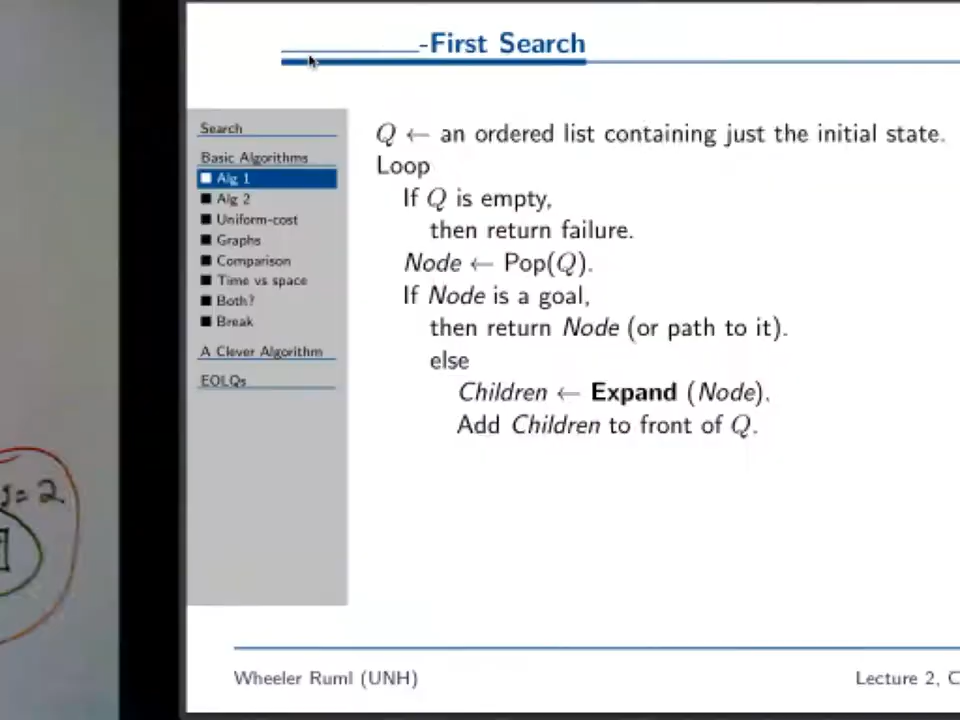 _________-First Search
Search
Basic Algorithms
■ Alg 1
■ Alg 2
■ Uniform-cost
■ Graphs
■ Comparison
■ Time vs space
■ Both?
■ Break
A Clever Algorithm
EOLQs
Q ← an ordered list containing just the initial state.
Loop
If Q is empty,
then return failure.
Node ← Pop(Q).
If Node is a goal,
then return Node (or path to it).
else
Children ← Expand (Node).
Add Children to front of Q.
= 2
Wheeler Ruml (UNH)
Lecture 2, C